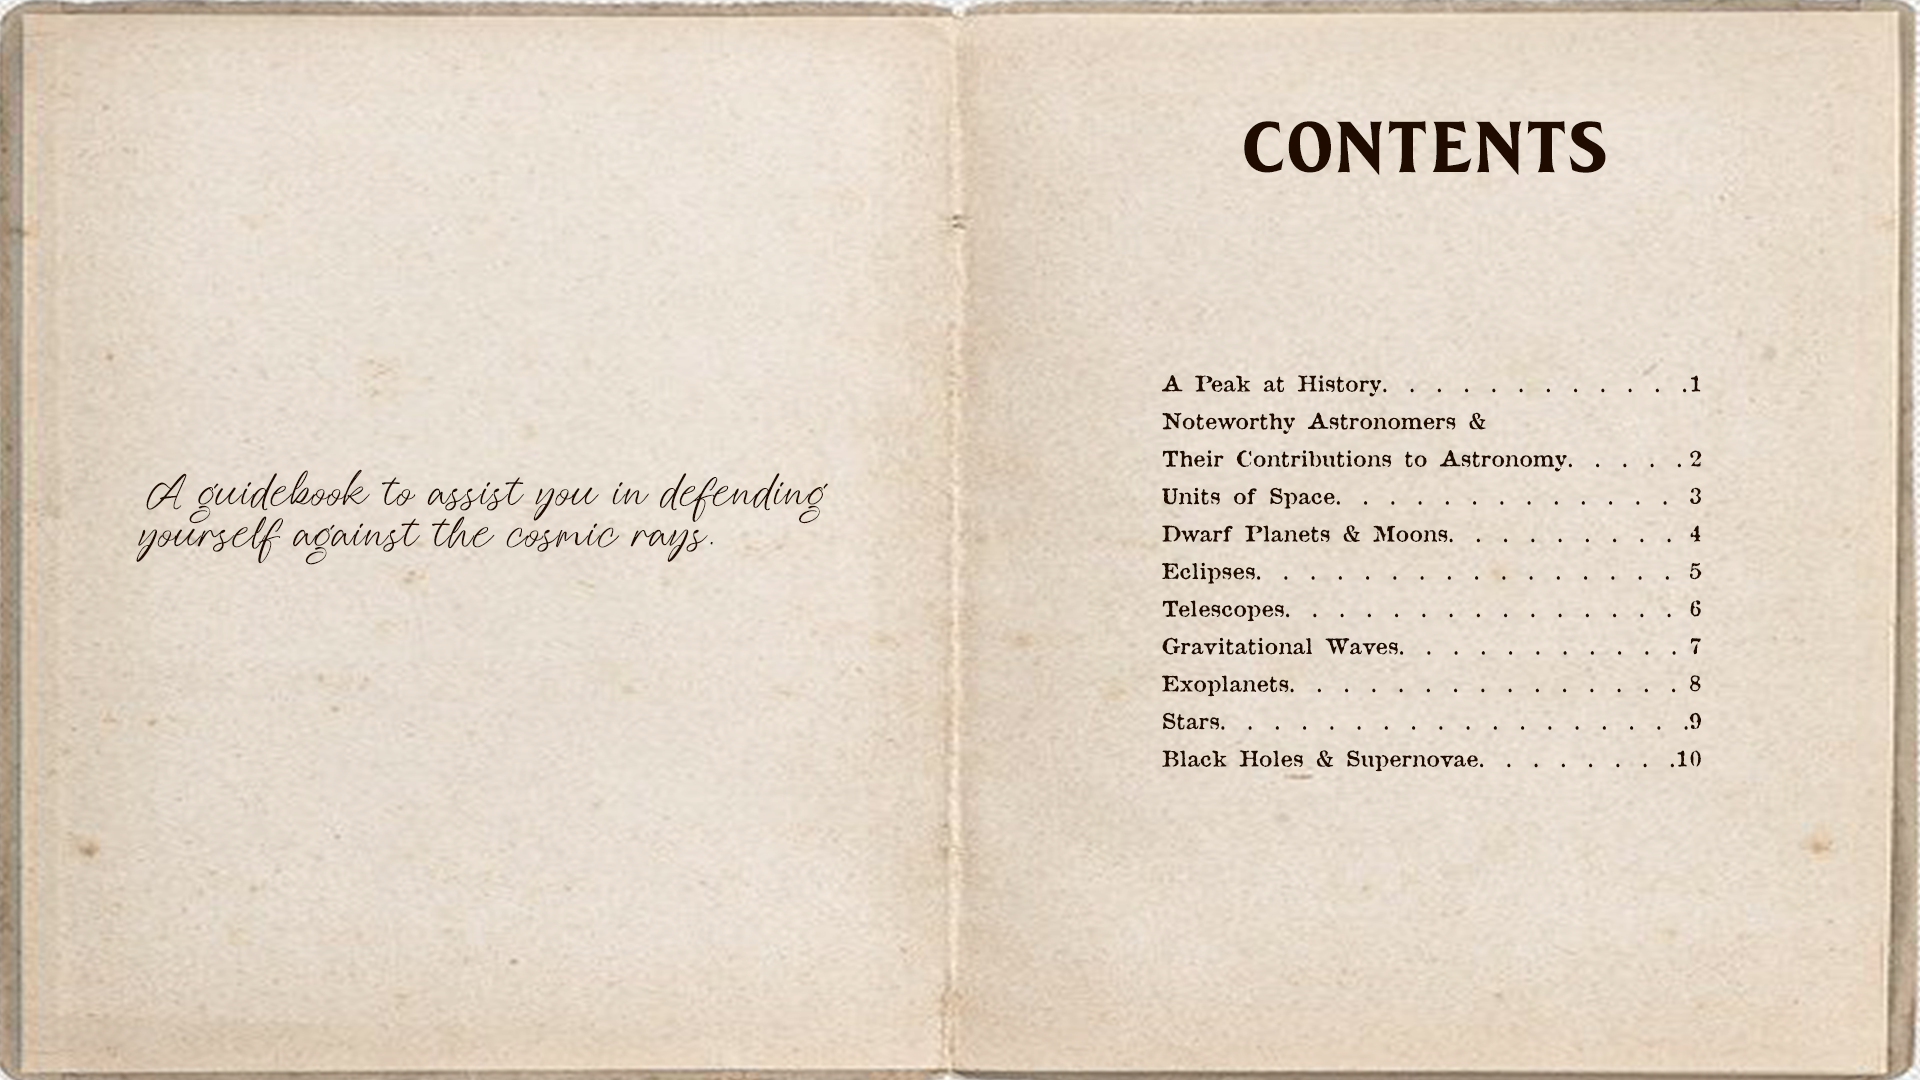 A guidebook to assist you in defending
yourself against the cosmic rays.
CONTENTS
A Peak at History. . . . . . . . . . . .1
Noteworthy Astronomers &
Their Contributions to Astronomy. . . . . 2
Units of Space. . . . . . . . . . . . . 3
Dwarf Planets & Moons. . . . . . . . . 4
Eclipses. . . . . . . . . . . . . . . . 5
Telescopes. . . . . . . . . . . . . . . 6
Gravitational Waves. . . . . . . . . . . 7
Exoplanets. . . . . . . . . . . . . . . 8
Stars. . . . . . . . . . . . . . . . . .9
Black Holes & Supernovae. . . . . . . .10